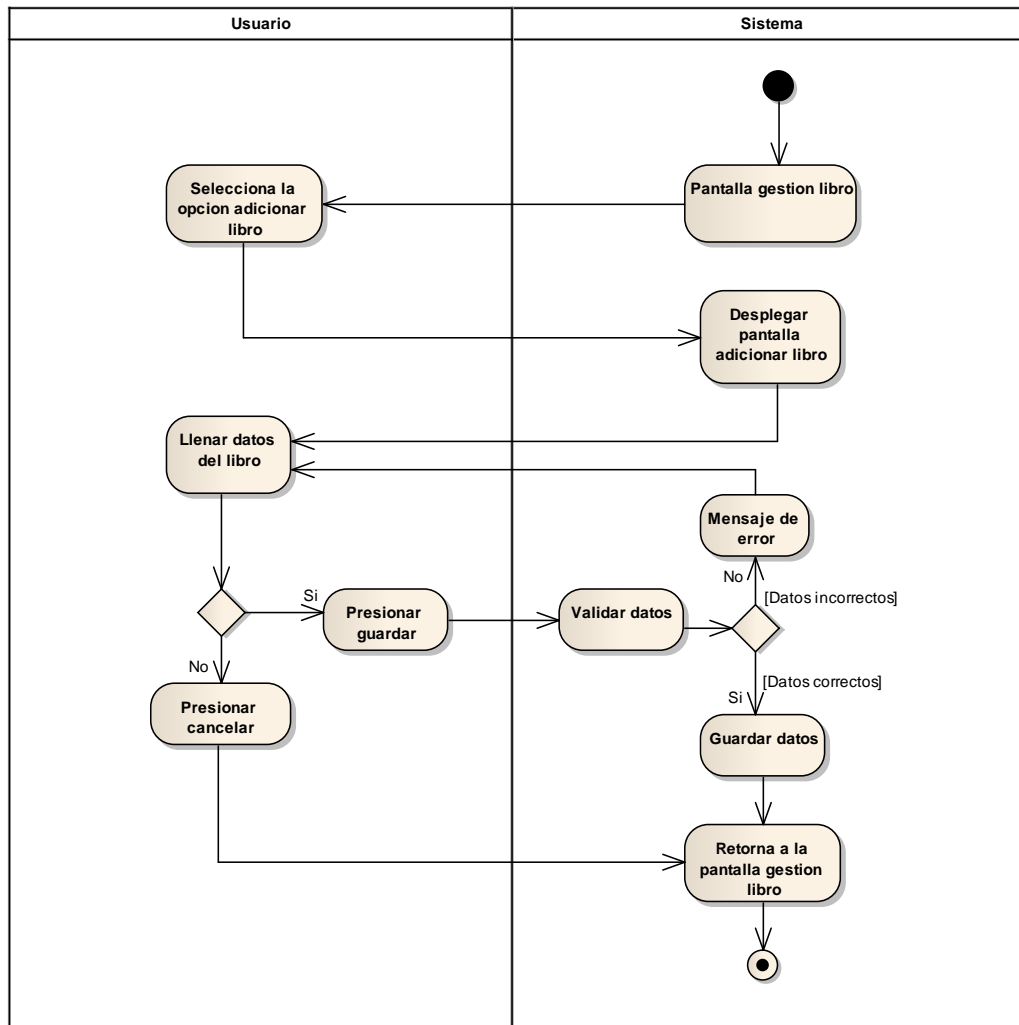 Usuario
Sistema
Selecciona la
opcion adicionar
libro
Pantalla gestion libro
Desplegar
pantalla
adicionar libro
Llenar datos
del libro
Mensaje de
error
No
[Datos incorrectos]
Si
Presionar
guardar
Validar datos
No
[Datos correctos]
Si
Presionar
cancelar
Guardar datos
Retorna a la
pantalla gestion
libro